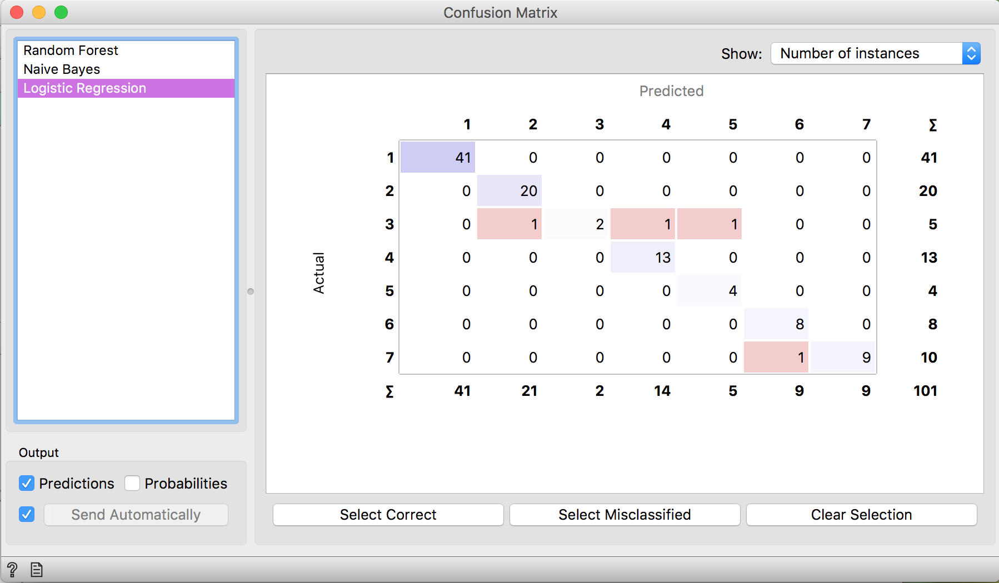 Confusion Matrix
Random Forest
Naive Bayes
Logistic Regression
Show: Number of instances
Predicted
1 2 3 4 5 6 7 Σ
Actual
1 41 0 0 0 0 0 0 41
2 0 20 0 0 0 0 0 20
3 0 1 2 1 1 0 0 5
4 0 0 0 13 0 0 0 13
5 0 0 0 0 4 0 0 4
6 0 0 0 0 0 8 0 8
7 0 0 0 0 0 1 9 10
Σ 41 21 2 14 5 9 9 101
Output
Predictions Probabilities
Send Automatically
Select Correct Select Misclassified Clear Selection
?